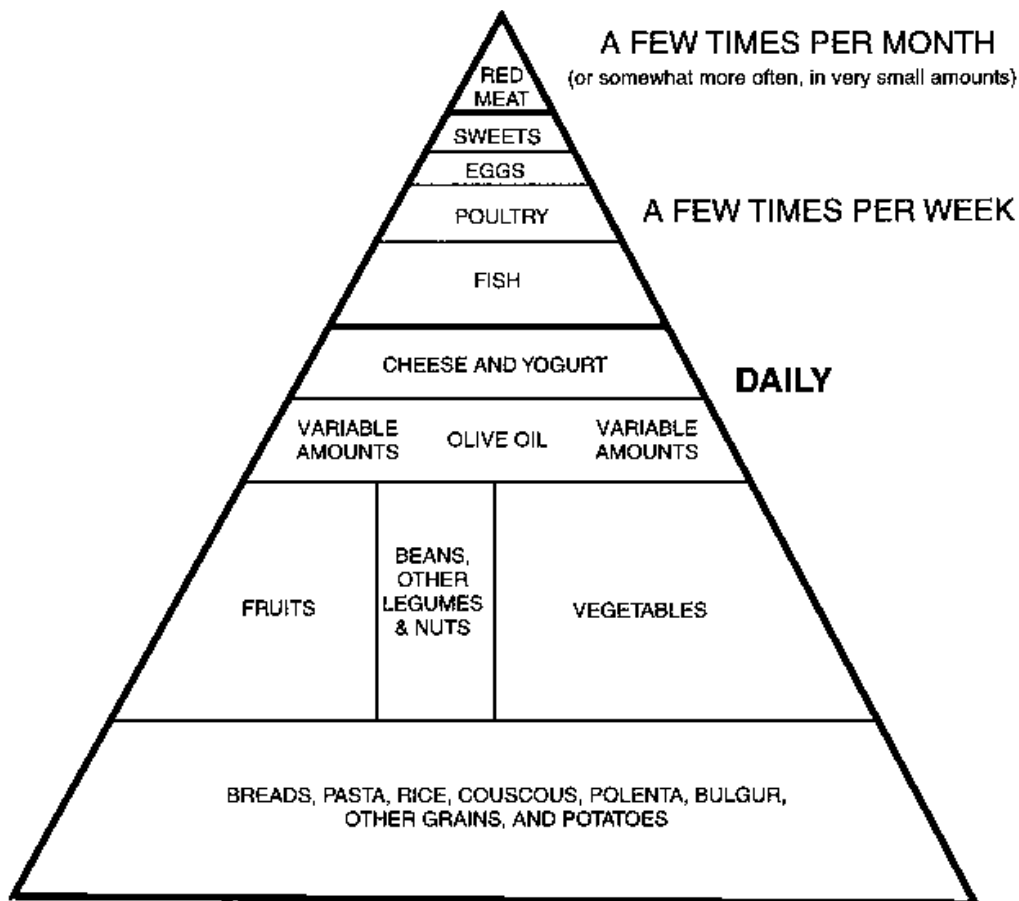 A FEW TIMES PER MONTH
(or somewhat more often, in very small amounts)
RED
MEAT
SWEETS
EGGS
POULTRY
A FEW TIMES PER WEEK
FISH
CHEESE AND YOGURT
DAILY
VARIABLE
AMOUNTS
OLIVE OIL
VARIABLE
AMOUNTS
FRUITS
BEANS,
OTHER
LEGUMES
& NUTS
VEGETABLES
BREADS, PASTA, RICE, COUSCOUS, POLENTA, BULGUR,
OTHER GRAINS, AND POTATOES